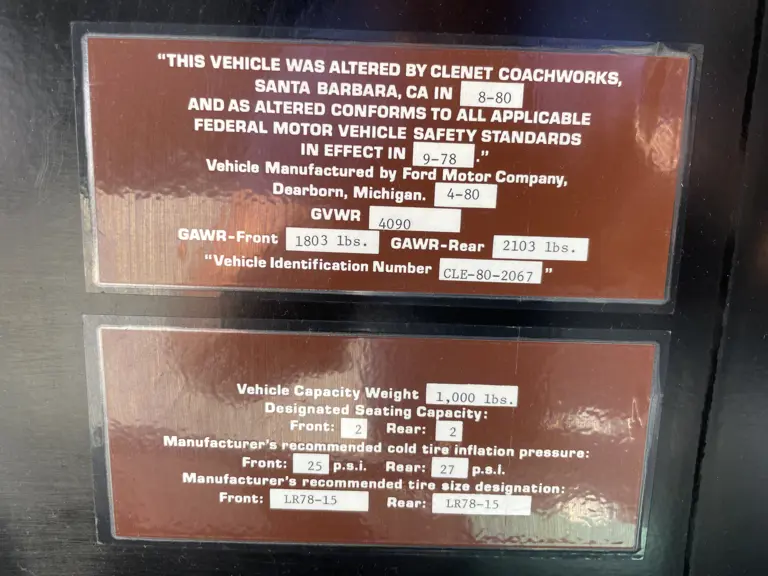 "THIS VEHICLE WAS ALTERED BY CLENET COACHWORKS,
SANTA BARBARA, CA IN 8-80
AND AS ALTERED CONFORMS TO ALL APPLICABLE
FEDERAL MOTOR VEHICLE SAFETY STANDARDS
IN EFFECT IN 9-78 ."
Vehicle Manufactured by Ford Motor Company,
Dearborn, Michigan. 4-80
GVWR 4090
GAWR-Front 1803 lbs. GAWR-Rear 2103 lbs.
"Vehicle Identification Number CLE-80-2067 "
Vehicle Capacity Weight 1,000 lbs.
Designated Seating Capacity:
Front: 2 Rear: 2
Manufacturer's recommended cold tire inflation pressure:
Front: 25 p.s.i. Rear: 27 p.s.i.
Manufacturer's recommended tire size designation:
Front: LR78-15 Rear: LR78-15